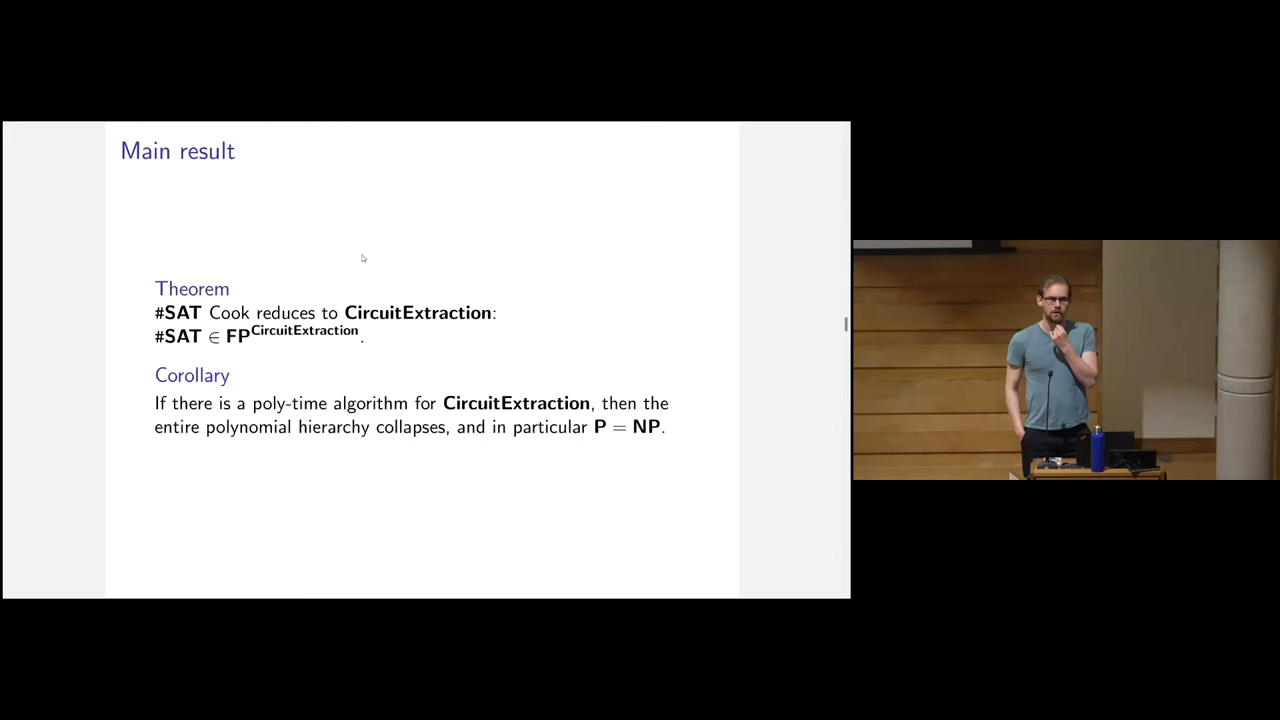 Main result
Theorem
#SAT Cook reduces to CircuitExtraction:
#SAT ∈ FP^CircuitExtraction.
Corollary
If there is a poly-time algorithm for CircuitExtraction, then the
entire polynomial hierarchy collapses, and in particular P = NP.